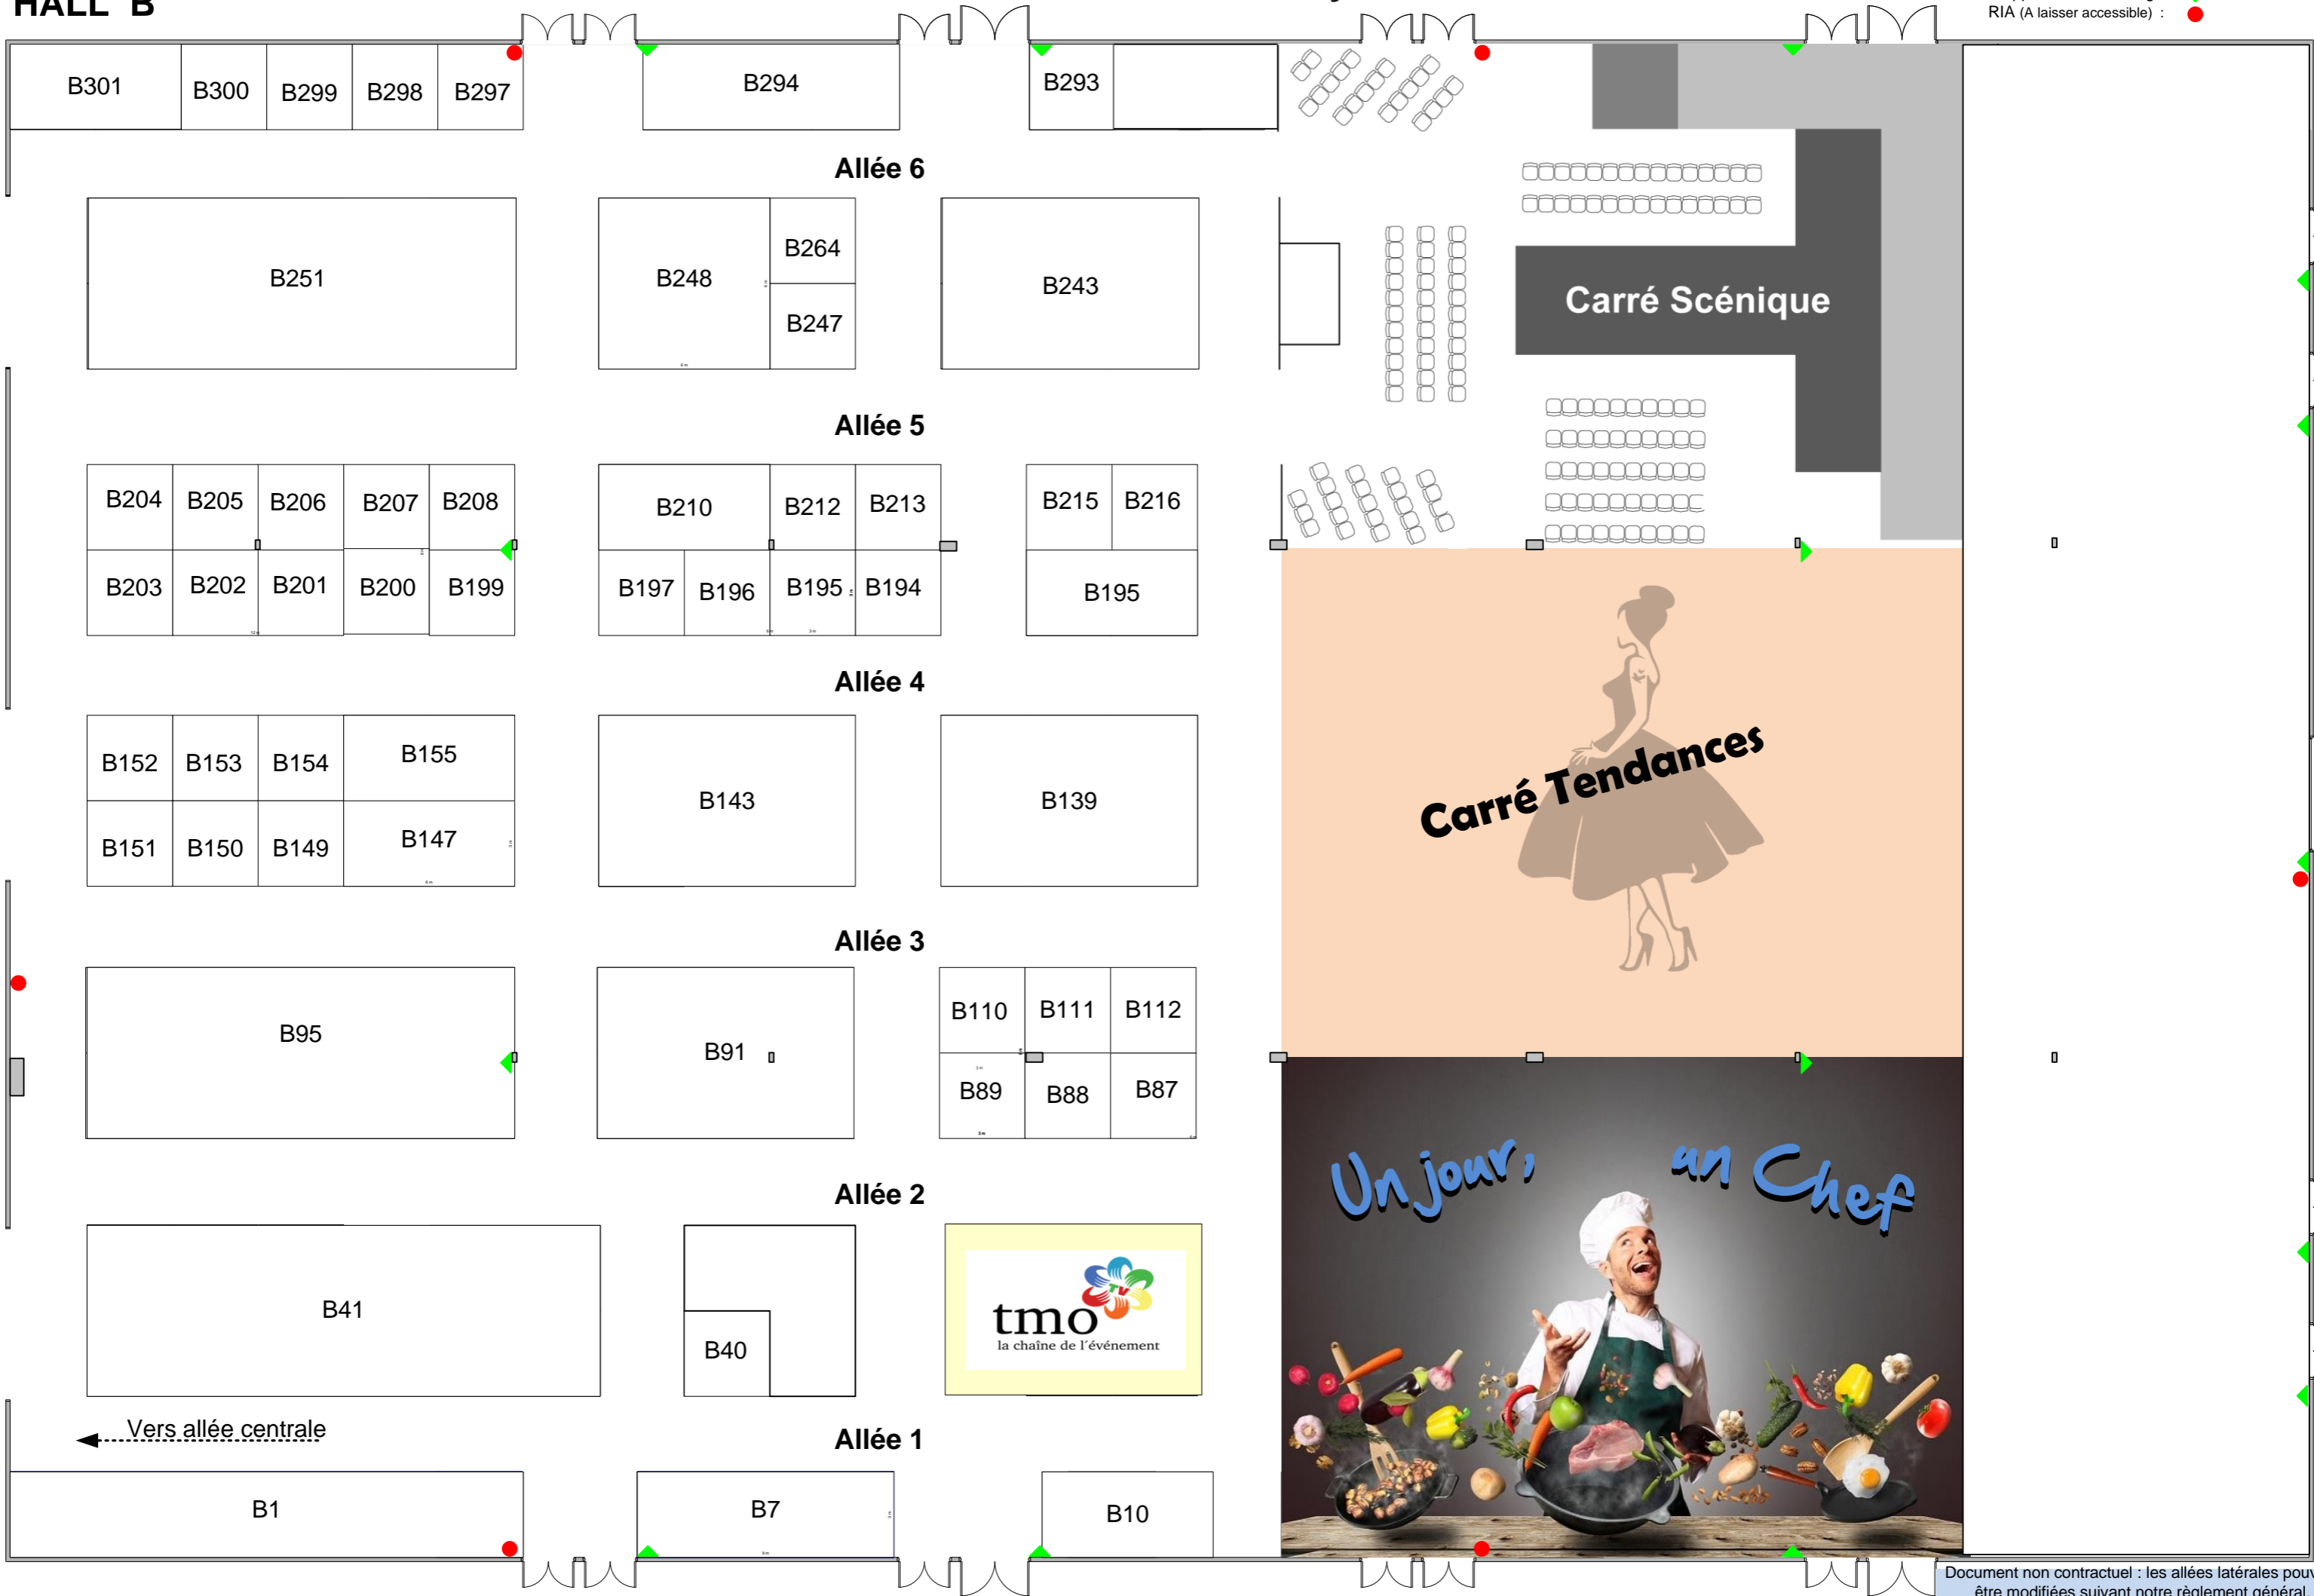 HALL B
RIA (A laisser accessible) :
B301
B300
B299
B298
B297
B294
B293
Allée 6
B251
B248
B264
B247
B243
Carré Scénique
Allée 5
B204
B205
B206
B207
B208
B210
B212
B213
B215
B216
B203
B202
B201
B200
B199
B197
B196
B195
B194
B195
Allée 4
B152
B153
B154
B155
B151
B150
B149
B147
B143
B139
Carré Tendances
Allée 3
B95
B91
B110
B111
B112
B89
B88
B87
Un jour, un Chef
Allée 2
B41
B40
TV
tmo
la chaîne de l'événement
Vers allée centrale
Allée 1
B1
B7
B10
Document non contractuel : les allées latérales
être modifiées suivant notre règlement général